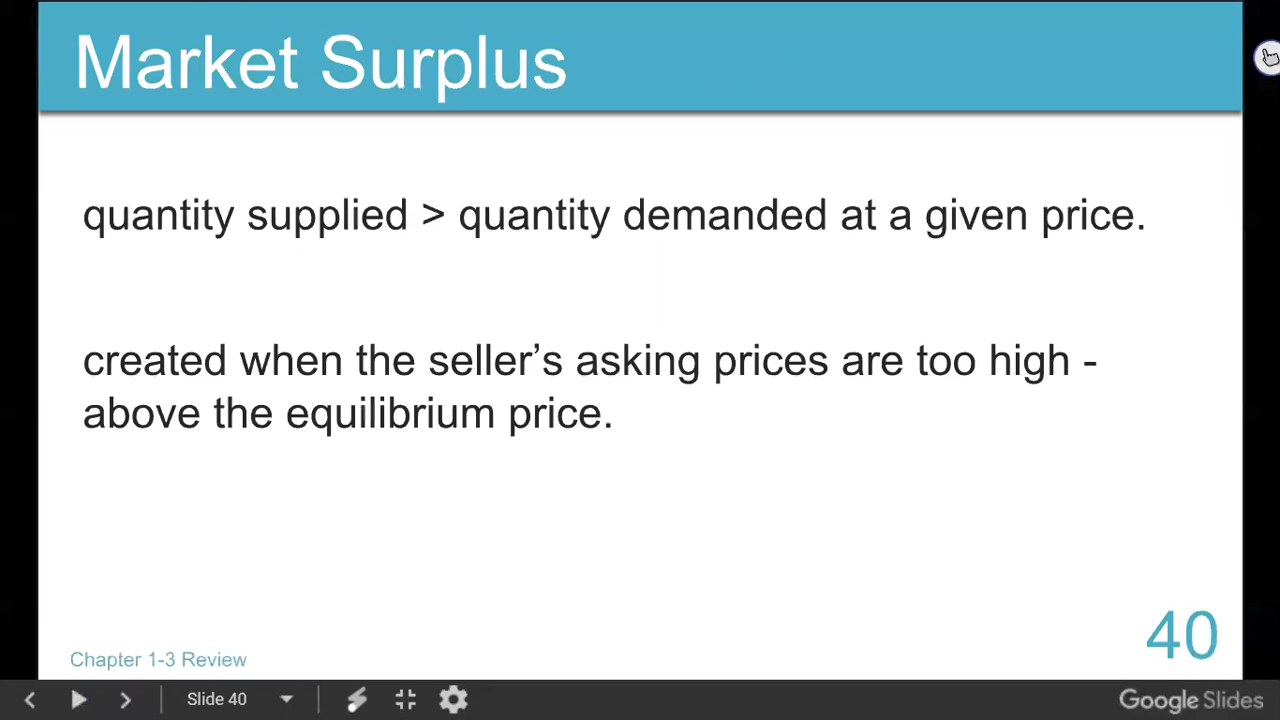 Market Surplus
quantity supplied > quantity demanded at a given price.
created when the seller’s asking prices are too high -
above the equilibrium price.
40
Chapter 1-3 Review
Slide 40
Google Slides